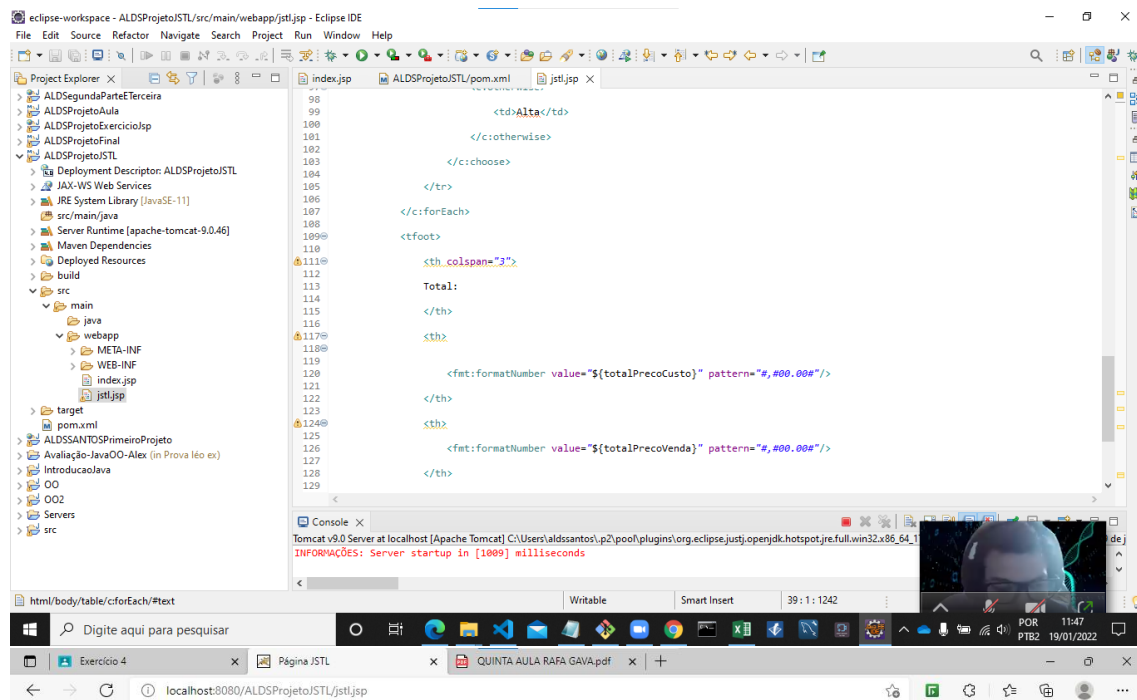 eclipse-workspace - ALDSProjetoJSTL/src/main/webapp/jstl.jsp - Eclipse IDE
File Edit Source Refactor Navigate Search Project Run Window Help
Project Explorer
index.jsp ALDSProjetoJSTL/pom.xml jstl.jsp
ALDSegundaParteETerceira
ALDSProjetoAula
ALDSProjetoExercicioJsp
ALDSProjetoFinal
ALDSProjetoJSTL
Deployment Descriptor: ALDSProjetoJSTL
JAX-WS Web Services
JRE System Library [JavaSE-11]
src/main/java
Server Runtime [apache-tomcat-9.0.46]
Maven Dependencies
Deployed Resources
build
src
main
java
webapp
META-INF
WEB-INF
index.jsp
jstl.jsp
target
pom.xml
ALDSSANTOSPrimeiroProjeto
Avaliação-JavaOO-Alex (in Prova léo ex)
IntroducaoJava
OO
OO2
Servers
src
98
99 <td>Alta</td>
100
101 </c:otherwise>
102
103 </c:choose>
104
105 </tr>
106
107 </c:forEach>
108
109 <tfoot>
110
111 <th colspan="3">
112
113 Total:
114
115 </th>
116
117 <th>
118
119
120 <fmt:formatNumber value="${totalPrecoCusto}" pattern="#,#00.00#"/>
121
122 </th>
123
124 <th>
125
126 <fmt:formatNumber value="${totalPrecoVenda}" pattern="#,#00.00#"/>
127
128 </th>
129
Console
Tomcat v9.0 Server at localhost [Apache Tomcat] C:\Users\aldssantos\.p2\pool\plugins\org.eclipse.justj.openjdk.hotspot.jre.full.win32.x86_64_1
de j
INFORMAÇÕES: Server startup in [1009] milliseconds
html/body/table/c:forEach/#text Writable Smart Insert 39 : 1 : 1242
Digite aqui para pesquisar
POR 11:47
PTB2 19/01/2022
Exercício 4 Página JSTL QUINTA AULA RAFA GAVA.pdf
localhost:8080/ALDSProjetoJSTL/jstl.jsp